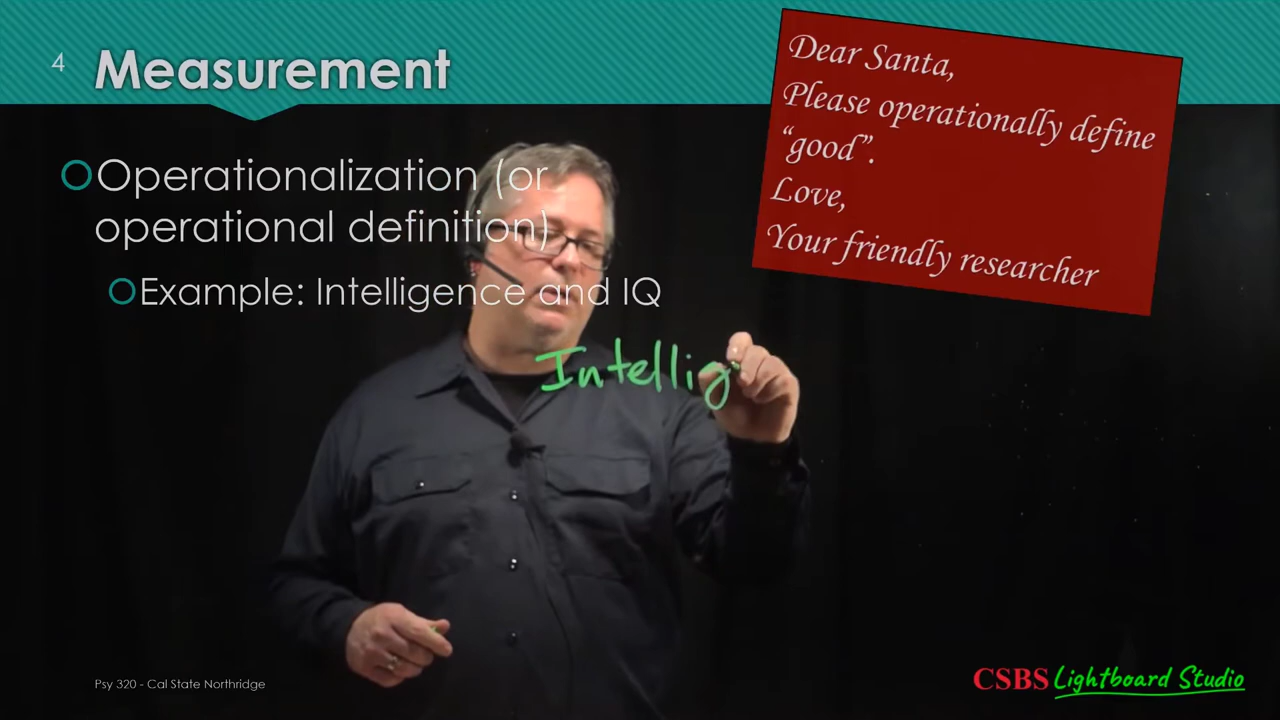 4
Measurement
Operationalization (or
operational definition)
Example: Intelligence and IQ
Dear Santa,
Please operationally define
“good”.
Love,
Your friendly researcher
Intellig
Psy 320 - Cal State Northridge
CSBS Lightboard Studio